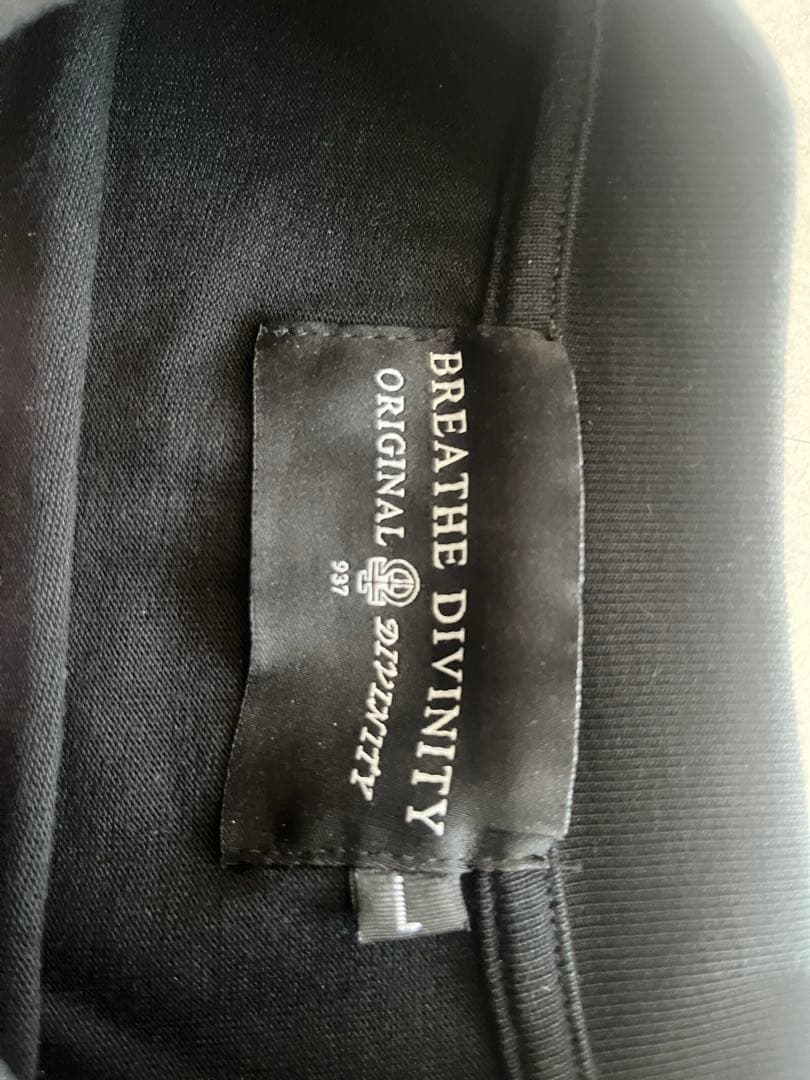 BREATHE DIVINITY
ORIGINAL DIVINITY
937
L